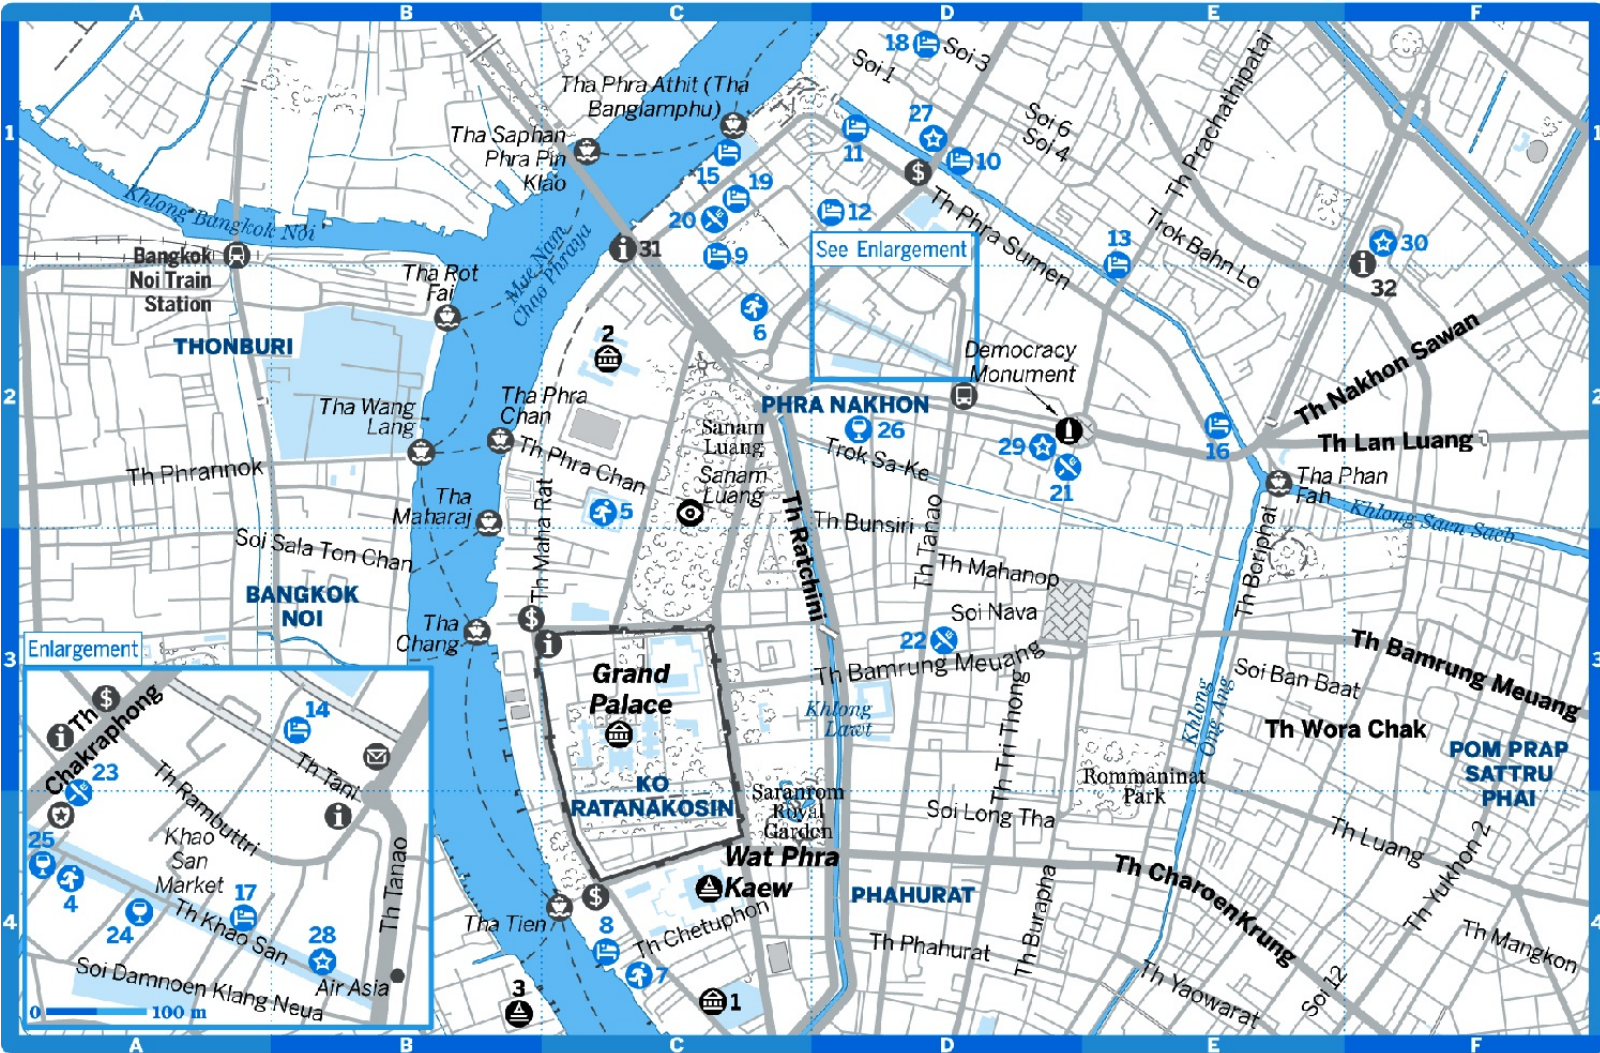 A
B
C
D
E
F
1
1
2
2
3
3
4
4
A
B
C
D
E
F
18
Soi 3
Soi 1
27
Soi 6
Soi 4
Th Prachathipatai
Tha Phra Athit (Tha
Banglamphu)
Tha Saphan
Phra Pin
Klao
11
$
10
15
19
20
12
9
i
31
Khlong Bangkok Noi
Bangkok
Noi Train
Station
Tha Rot
Fai
Mae Nam
Chao Phraya
Th Phra Sumen
See Enlargement
13
Trok Bahn Lo
30
i
32
THONBURI
2
6
Democracy
Monument
Th Nakhon Sawan
Th Lan Luang
Tha Phra
Chan
Tha Wang
Lang
PHRA NAKHON
Sanam
Luang
26
Trok Sa-Ke
29
21
16
Tha Phan
Fah
Khlong Saen Saeb
Th Phrannok
Th Phra Chan
Sanam
Luang
Tha
Maharaj
Th Maha Rat
5
Th Ratchini
Th Bunsiri
Th Tanao
Th Boriphat
Soi Sala Ton Chan
Th Mahanop
Soi Nava
BANGKOK
NOI
Tha
Chang
$
i
22
Th Bamrung Meuang
Th Bamrung Meuang
Soi Ban Baat
Th Wora Chak
Khlong
Ong Ang
Khlong
Lawt
Grand
Palace
KO
RATANAKOSIN
Th Tri Thong
Rommaninat
Park
POM PRAP
SATTRU
PHAI
Saranrom
Royal
Garden
Soi Long Tha
Th Luang
Th Yukhon 2
Wat Phra
Kaew
PHAHURAT
Th CharoenKrung
Th Burapha
Th Mangkon
Tha Tien
$
8
7
Th Chetuphon
Th Phahurat
Th Yaowarat
Soi 12
3
1
Enlargement
$
i
Th
Chakraphong
14
Th Tani
23
Th Rambuttri
i
25
4
Khao
San
Market
17
24
Th Khao San
28
Th Tanao
Air Asia
Soi Damnoen Klang Neua
0
100 m